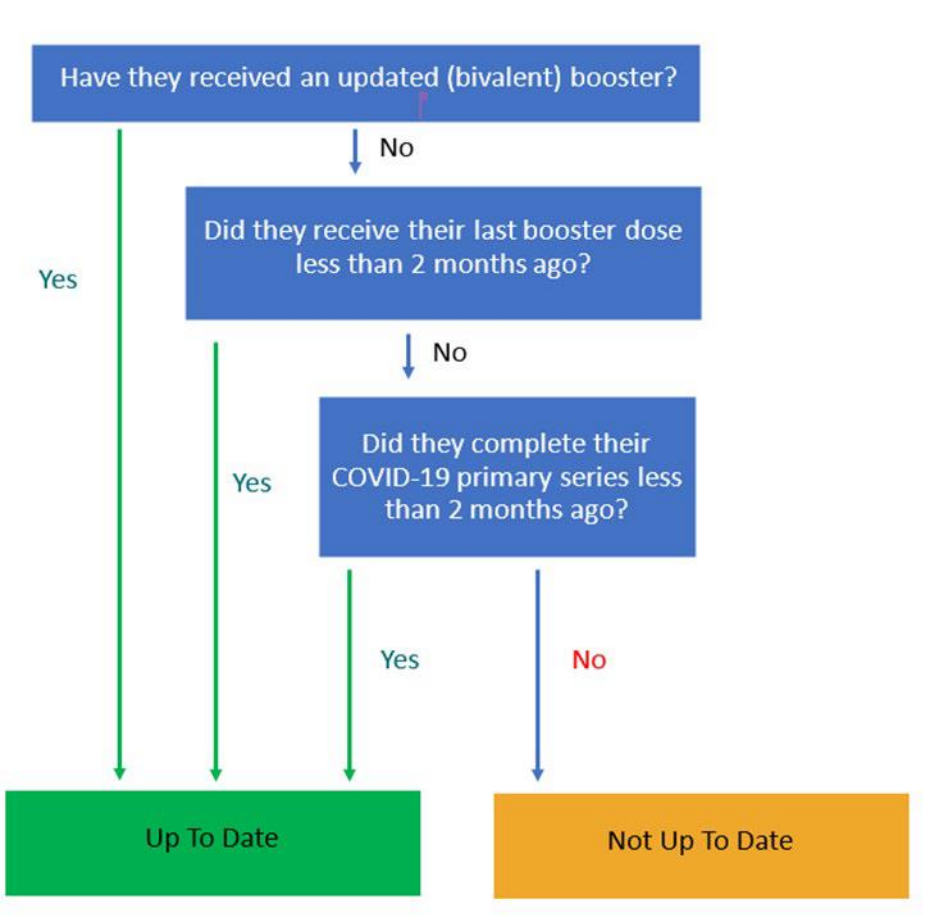 Have they received an updated (bivalent) booster?
No
Did they receive their last booster dose
less than 2 months ago?
Yes
No
Did they complete their
COVID-19 primary series less
than 2 months ago?
Yes
Yes
No
Up To Date
Not Up To Date